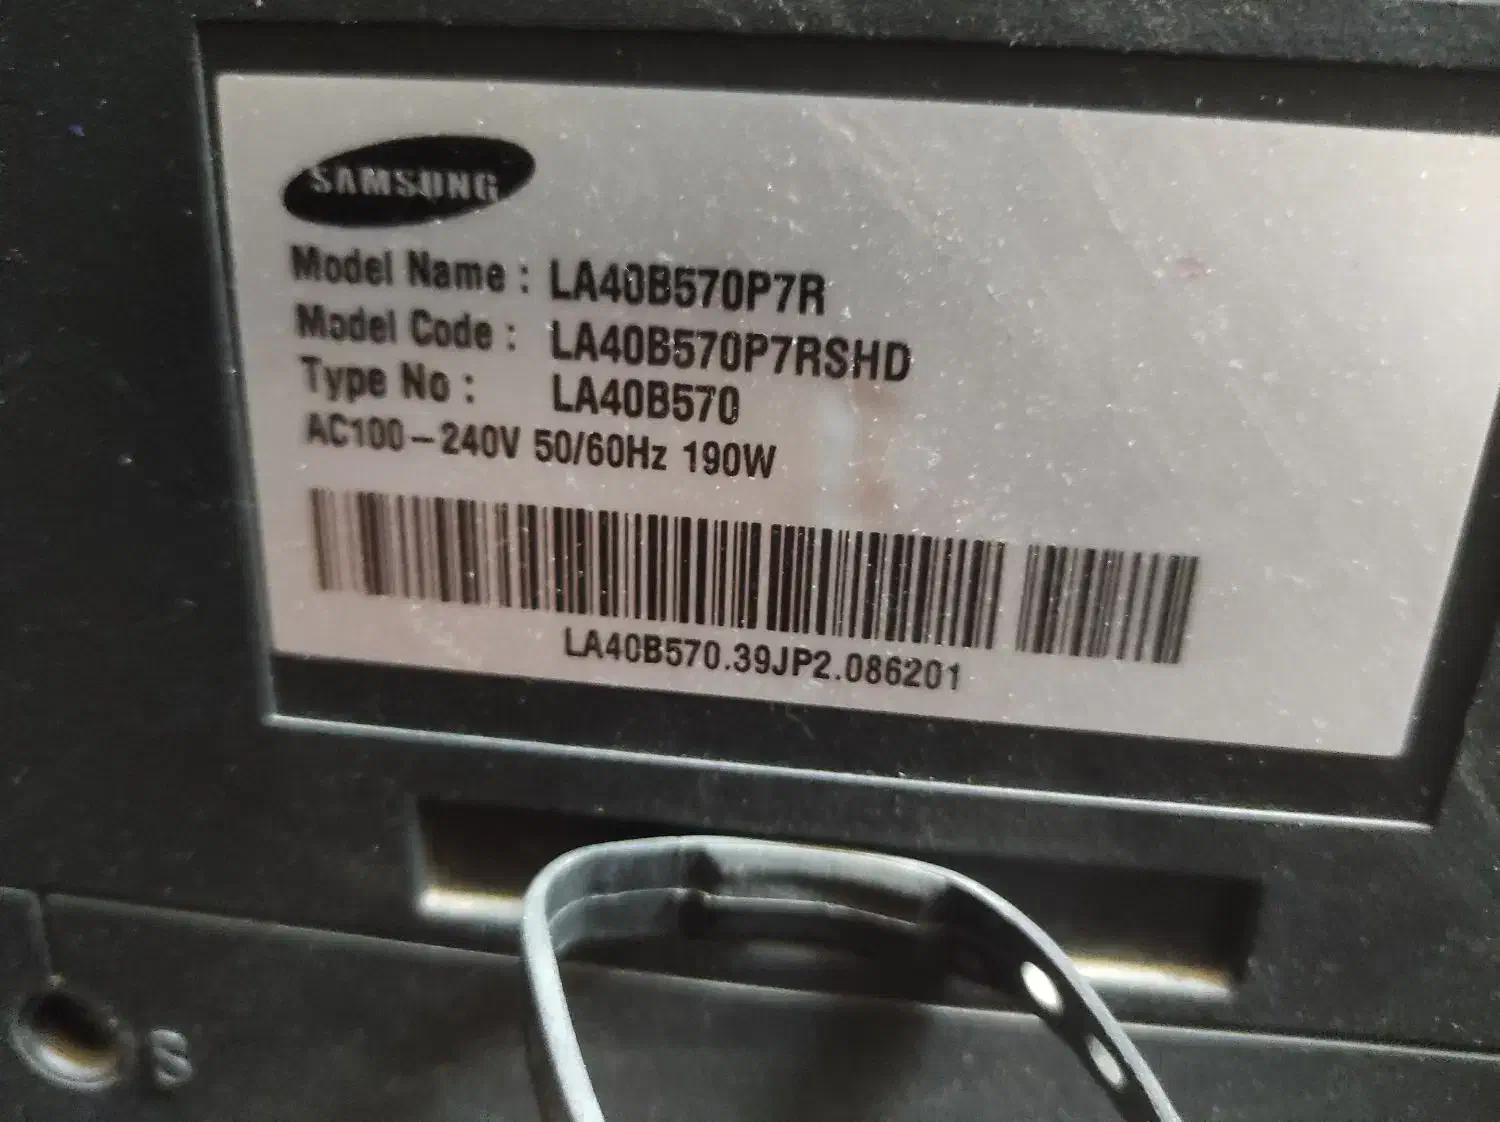 SAMSUNG
Model Name : LA40B570P7R
Model Code : LA40B570P7RSHD
Type No : LA40B570
AC100-240V 50/60Hz 190W
LA40B570.39JP2.086201
S